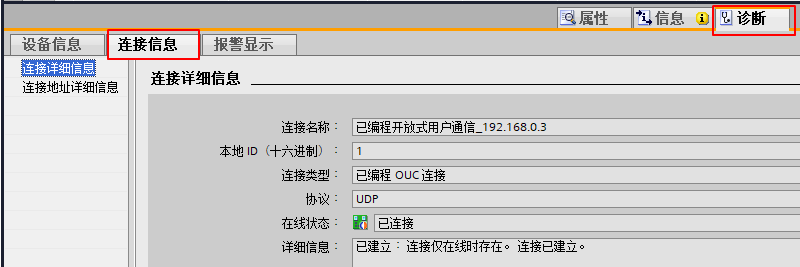 属性 信息 诊断
设备信息 连接信息 报警显示
连接详细信息
连接地址详细信息
连接详细信息
连接名称： 已编程开放式用户通信_192.168.0.3
本地 ID（十六进制）： 1
连接类型： 已编程 OUC 连接
协议： UDP
在线状态： 已连接
详细信息： 已建立：连接仅在线时存在。 连接已建立。